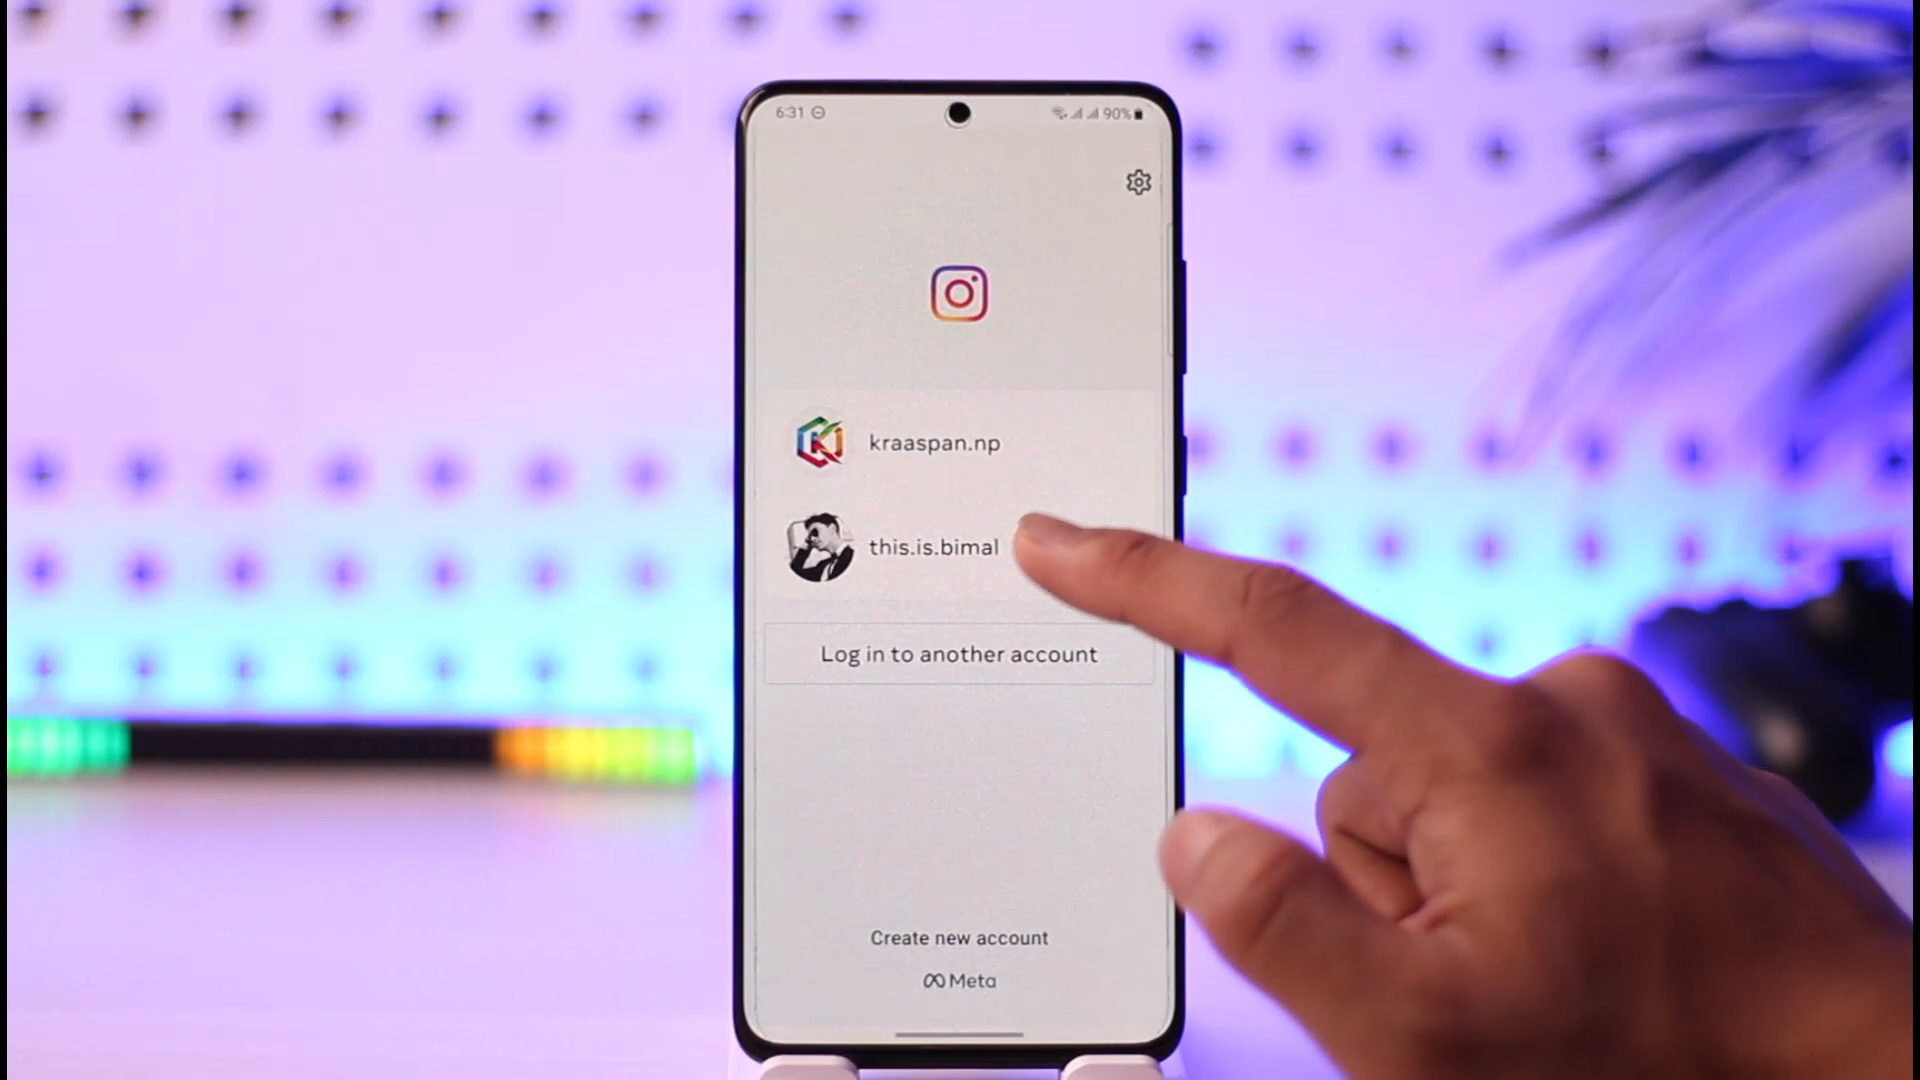 6:31 90%
kraaspan.np
this.is.bimal
Log in to another account
Create new account
Meta